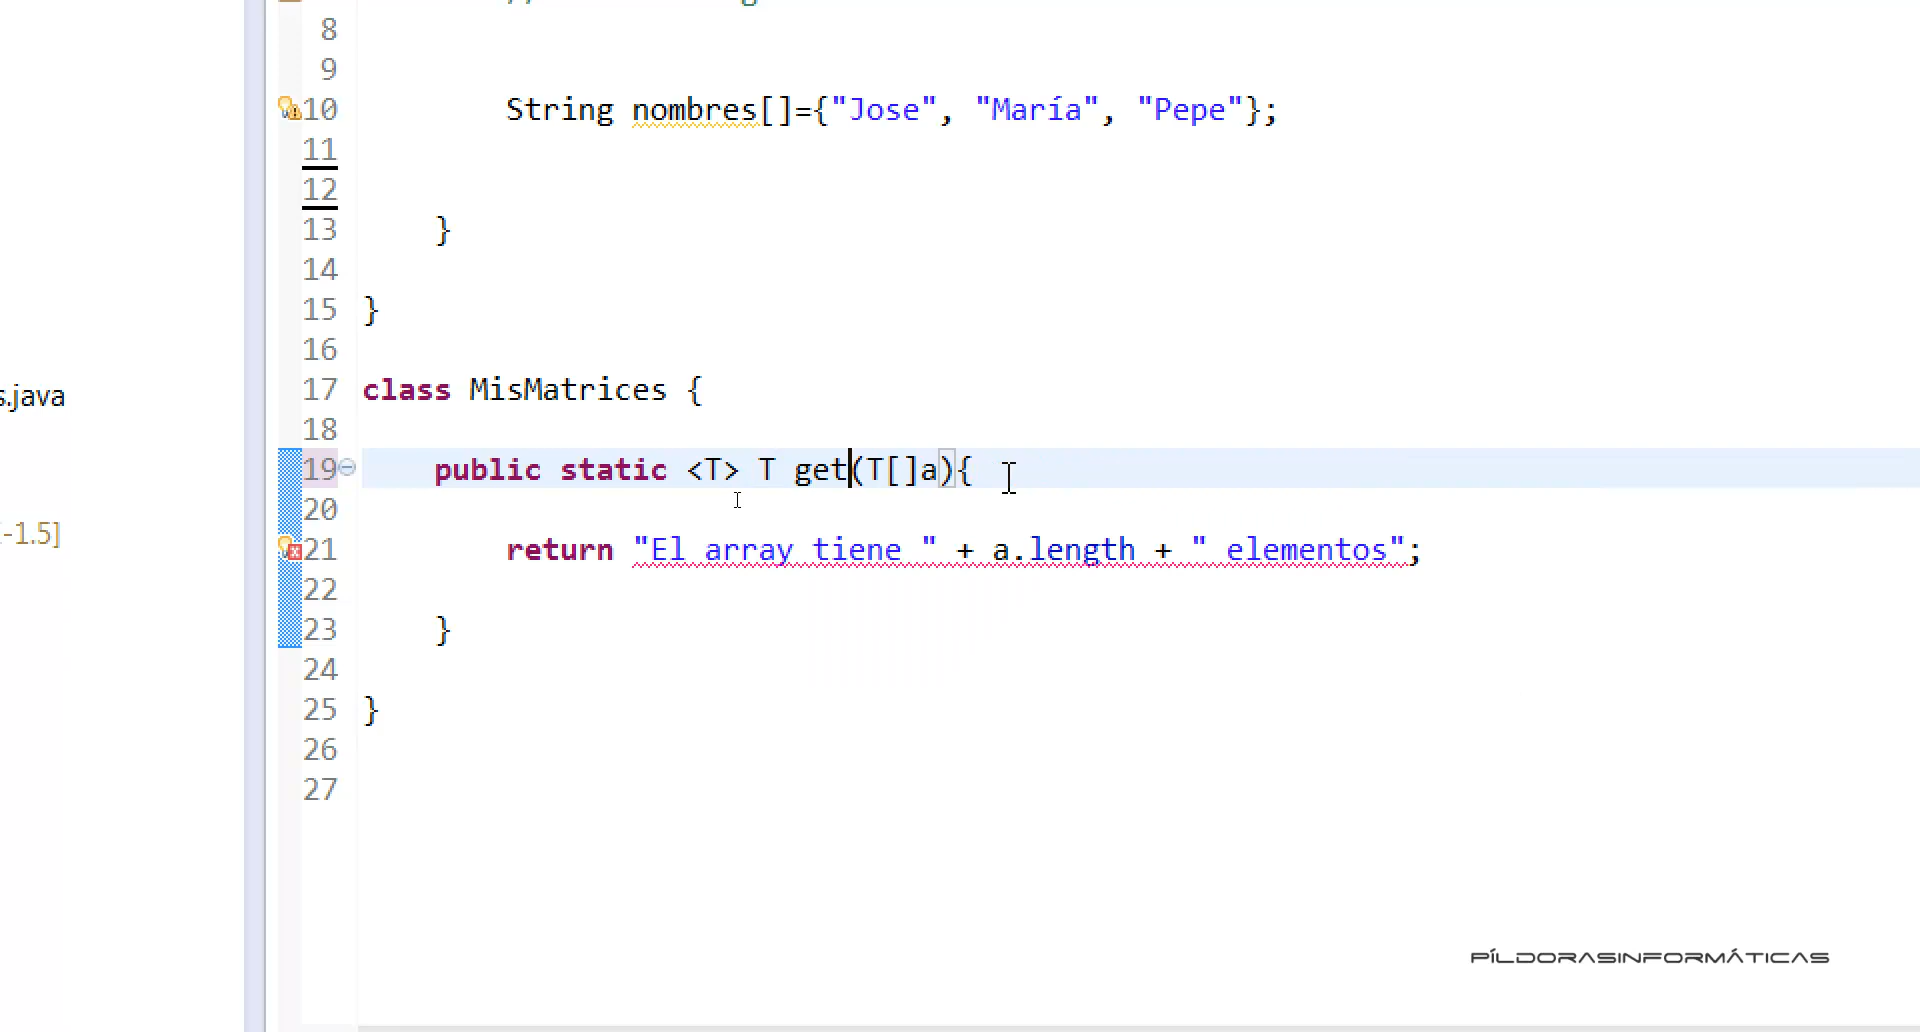 8
9
10 String nombres[]={"Jose", "María", "Pepe"};
11
12
13 }
14
15 }
16
17 class MisMatrices {
18
19 public static <T> T get(T[]a){
20
21 return "El array tiene " + a.length + " elementos";
22
23 }
24
25 }
26
27
s.java
-1.5]
PÍLDORASINFORMÁTICAS